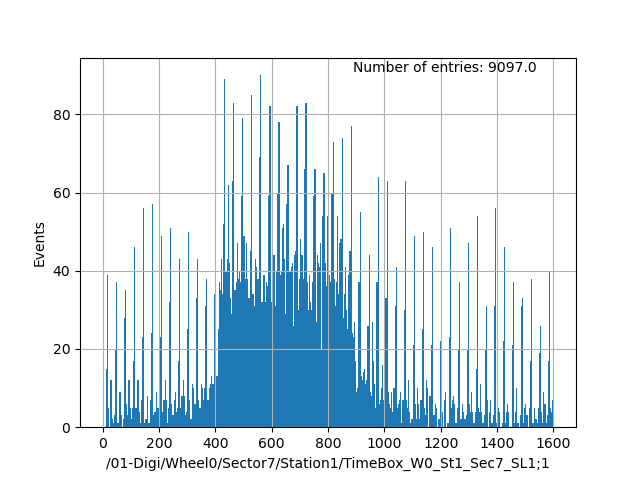 Number of entries: 9097.0
80
60
40
20
0
Events
0 200 400 600 800 1000 1200 1400 1600
/01-Digi/Wheel0/Sector7/Station1/TimeBox_W0_St1_Sec7_SL1;1